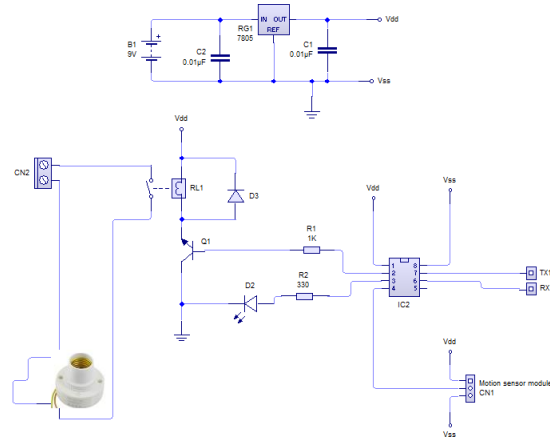 B1
9V
C2
0.01µF
RG1
7805
IN OUT
REF
C1
0.01µF
Vdd
Vss
Vdd
CN2
RL1
D3
Q1
R1
1K
D2
R2
330
Vdd
Vss
1 8
2 7
3 6
4 5
IC2
TX1
RX
Vdd
Motion sensor module
CN1
Vss